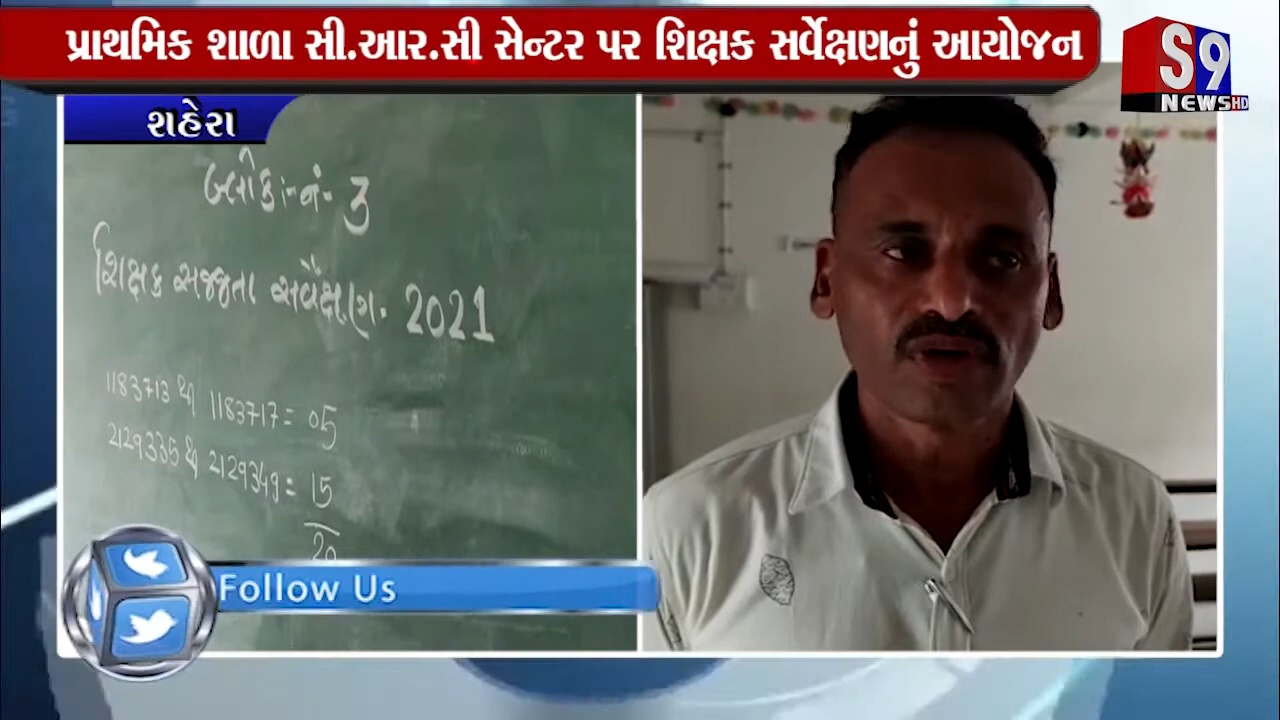 પ્રાથમિક શાળા સી.આર.સી સેન્ટર પર શિક્ષક સર્વેક્ષણનું આયોજન
S9
NEWS HD
શહેરા
બ્લોક:-નં- 3
શિક્ષક સજ્જતા સર્વેક્ષણ- 2021
1183713 થી 1183717 = 05
2129335 થી 2129349 = 15
20
Follow Us